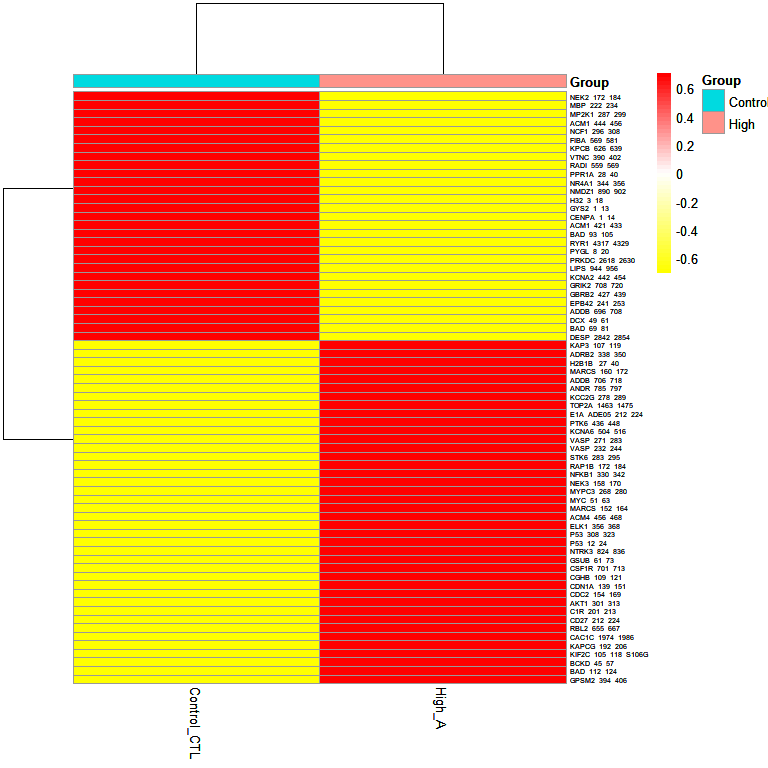 Group
NEK2 172 184
MBP 222 234
MP2K1 287 299
ACM1 444 456
NCF1 296 308
FIBA 569 581
KPCB 626 639
VTNC 390 402
RADI 559 569
PPR1A 28 40
NR4A1 344 356
NMDZ1 890 902
H32 3 18
GYS2 1 13
CENPA 1 14
ACM1 421 433
BAD 93 105
RYR1 4317 4329
PYGL 8 20
PRKDC 2618 2630
LIPS 944 956
KCNA2 442 454
GRIK2 708 720
GBRB2 427 439
EPB42 241 253
ADDB 696 708
DCX 49 61
BAD 69 81
DESP 2842 2854
KAP3 107 119
ADRB2 338 350
H2B1B 27 40
MARCS 160 172
ADDB 706 718
ANDR 785 797
KCC2G 278 289
TOP2A 1463 1475
E1A ADE05 212 224
PTK6 436 448
KCNA6 504 516
VASP 271 283
VASP 232 244
STK6 283 295
RAP1B 172 184
NFKB1 330 342
NEK3 158 170
MYPC3 268 280
MYC 51 63
MARCS 152 164
ACM4 456 468
ELK1 356 368
P53 308 323
P53 12 24
NTRK3 824 836
GSUB 61 73
CSF1R 701 713
CGHB 109 121
CDN1A 139 151
CDC2 154 169
AKT1 301 313
C1R 201 213
CD27 212 224
RBL2 655 667
CAC1C 1974 1986
KAPCG 192 206
KIF2C 105 118 S106G
BCKD 45 57
BAD 112 124
GPSM2 394 406
Control_CTL
High_A
0.6
0.4
0.2
0
-0.2
-0.4
-0.6
Group
Control
High